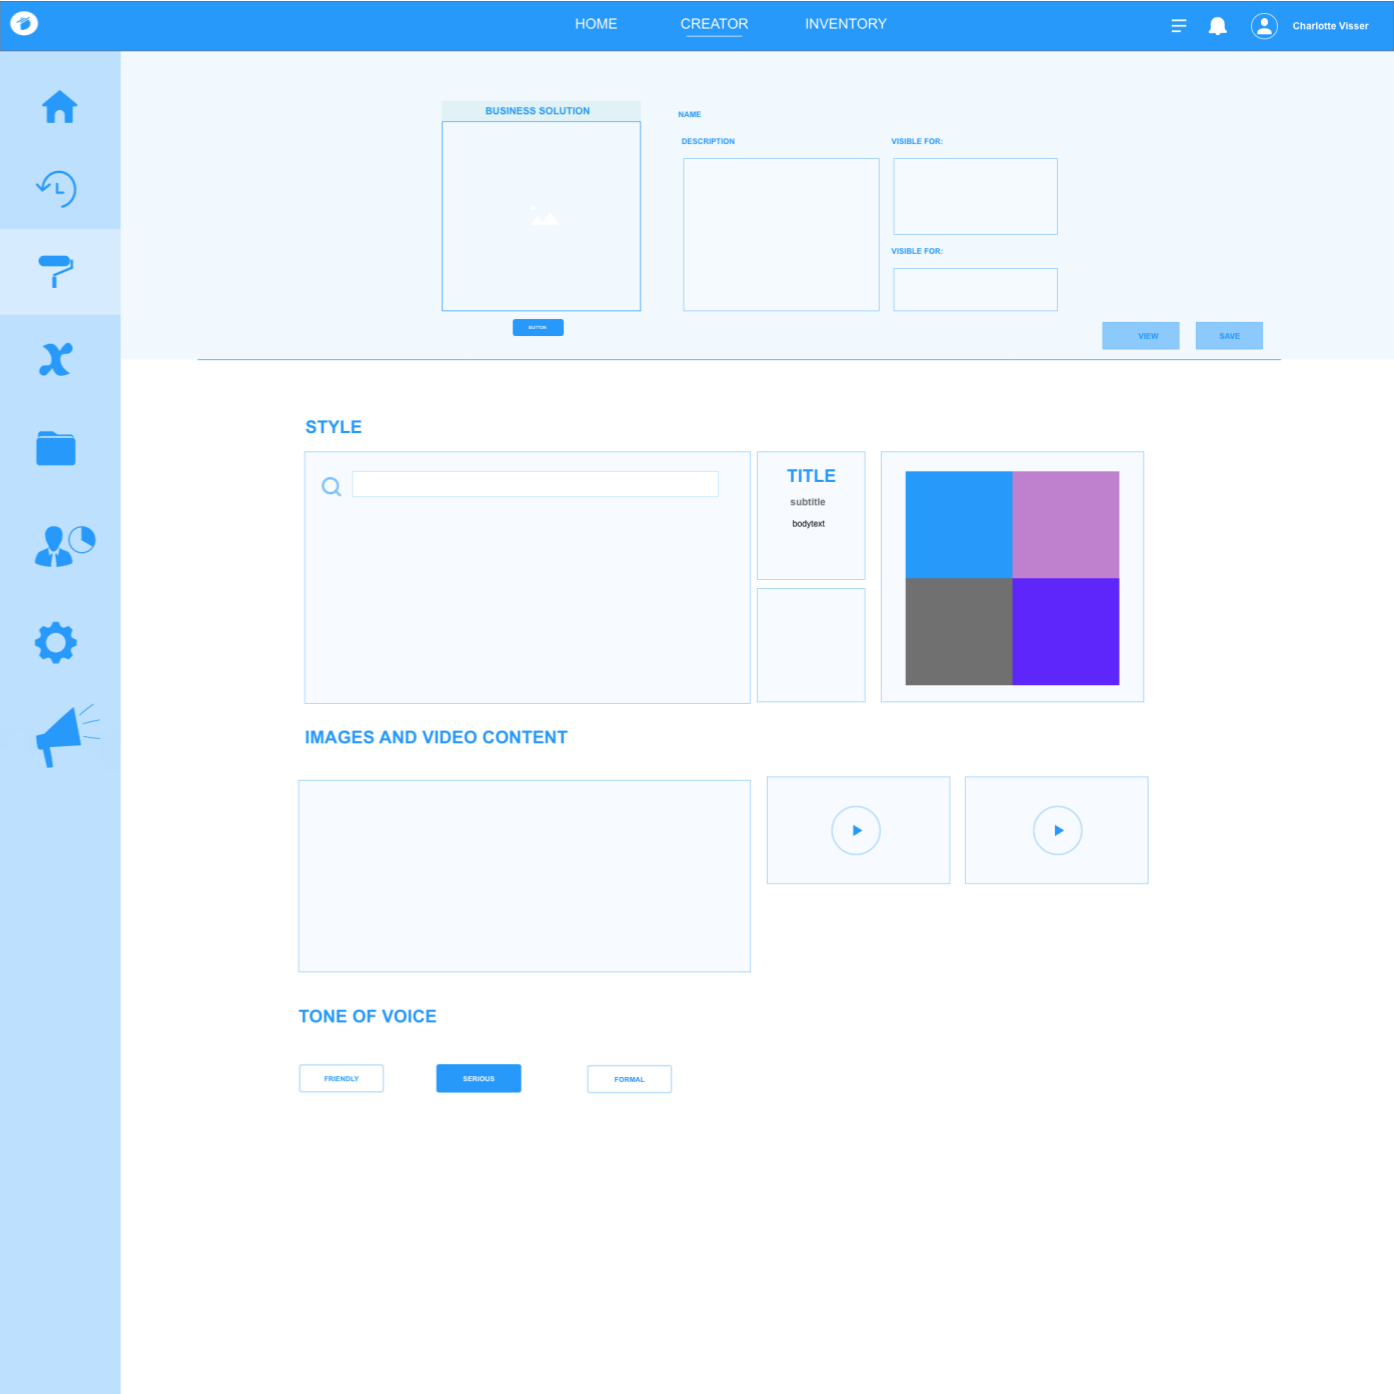 HOME
CREATOR
INVENTORY
Charlotte Visser
BUSINESS SOLUTION
NAME
DESCRIPTION
VISIBLE FOR:
VISIBLE FOR:
BUTTON
VIEW
SAVE
STYLE
TITLE
subtitle
bodytext
IMAGES AND VIDEO CONTENT
TONE OF VOICE
FRIENDLY
SERIOUS
FORMAL